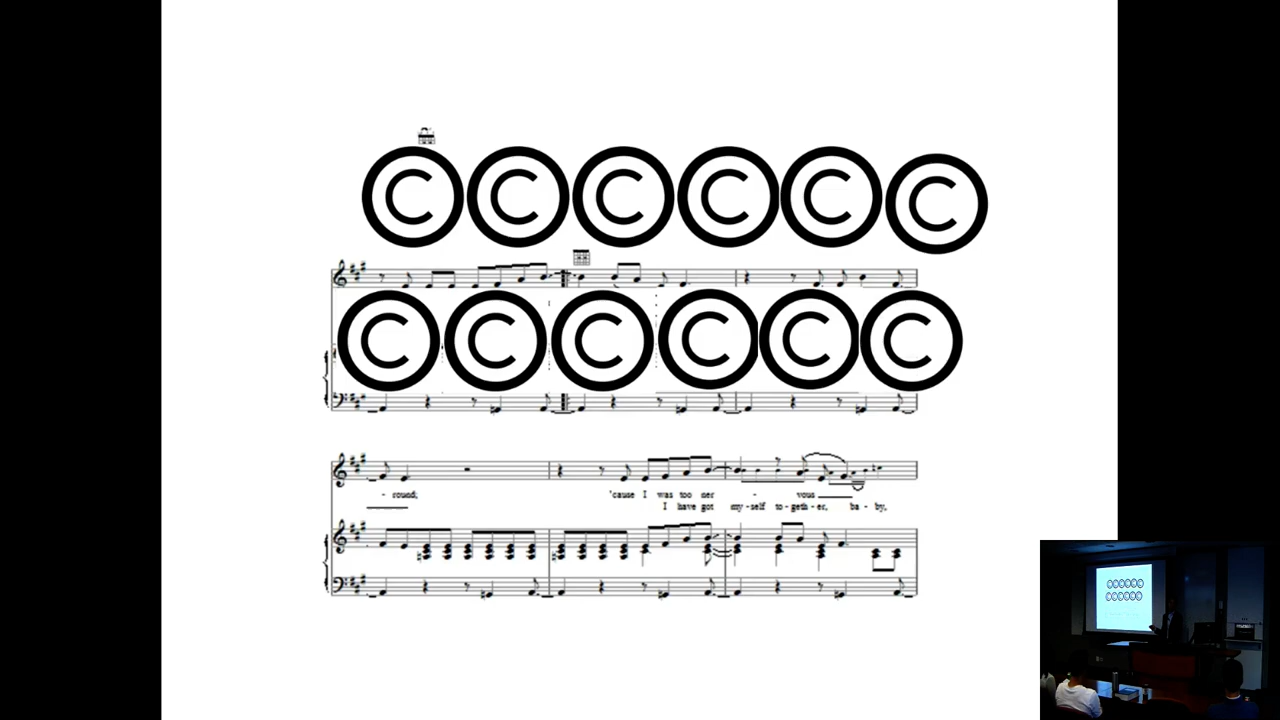 © © © © © ©
© © © © © ©
- round; 'cause I was too ner - vous
I have got my - self to - geth - er, ba - by,